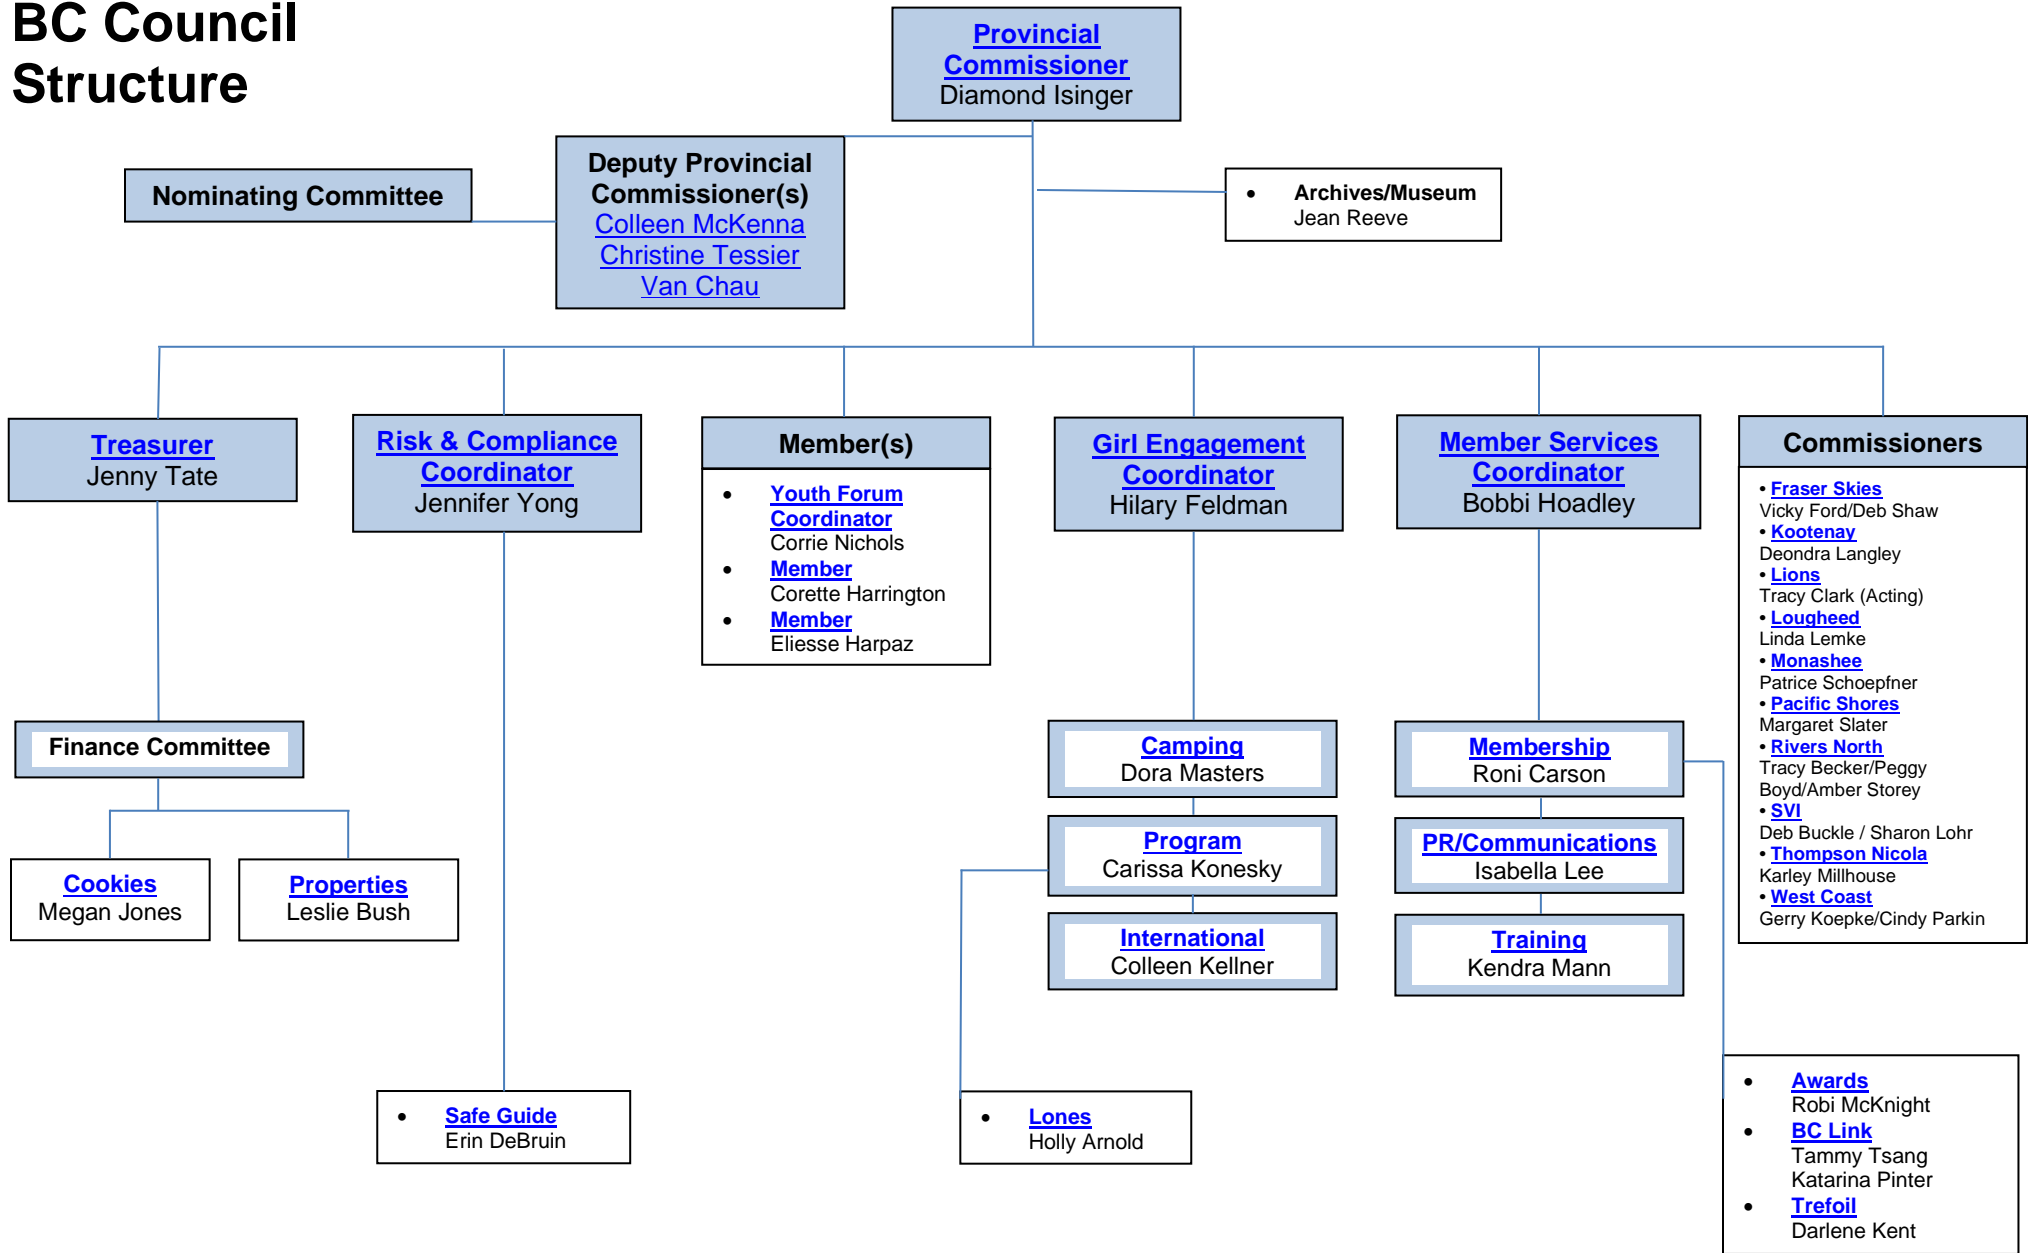 BC Council
Structure
Provincial
Commissioner
Diamond Isinger
Nominating Committee
Deputy Provincial
Commissioner(s)
Colleen McKenna
Christine Tessier
Van Chau
• Archives/Museum
Jean Reeve
Treasurer
Jenny Tate
Risk & Compliance
Coordinator
Jennifer Yong
Member(s)
• Youth Forum
Coordinator
Corrie Nichols
• Member
Corette Harrington
• Member
Eliesse Harpaz
Girl Engagement
Coordinator
Hilary Feldman
Member Services
Coordinator
Bobbi Hoadley
Commissioners
• Fraser Skies
Vicky Ford/Deb Shaw
• Kootenay
Deondra Langley
• Lions
Tracy Clark (Acting)
• Lougheed
Linda Lemke
• Monashee
Patrice Schoepfner
• Pacific Shores
Margaret Slater
• Rivers North
Tracy Becker/Peggy
Boyd/Amber Storey
• SVI
Deb Buckle / Sharon Lohr
• Thompson Nicola
Karley Millhouse
• West Coast
Gerry Koepke/Cindy Parkin
Finance Committee
Cookies
Megan Jones
Properties
Leslie Bush
Camping
Dora Masters
Program
Carissa Konesky
International
Colleen Kellner
Membership
Roni Carson
PR/Communications
Isabella Lee
Training
Kendra Mann
• Safe Guide
Erin DeBruin
• Lones
Holly Arnold
• Awards
Robi McKnight
• BC Link
Tammy Tsang
Katarina Pinter
• Trefoil
Darlene Kent